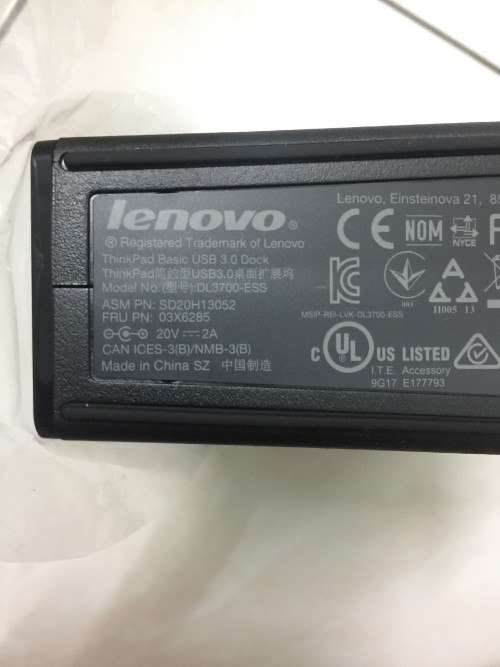 lenovo®
® Registered Trademark of Lenovo
ThinkPad Basic USB 3.0 Dock
ThinkPad简约型USB3.0桌面扩展坞
Model No.(型号):DL3700-ESS
ASM PN: SD20H13052
FRU PN: 03X6285
20V 2A
CAN ICES-3(B)/NMB-3(B)
Made in China SZ 中国制造
Lenovo, Einsteinova 21, 85
CE NOM NYCE
001
II005 13
MSIP-REI-LVK-DL3700-ESS
C UL US LISTED
I.T.E. Accessory
9G17 E177793